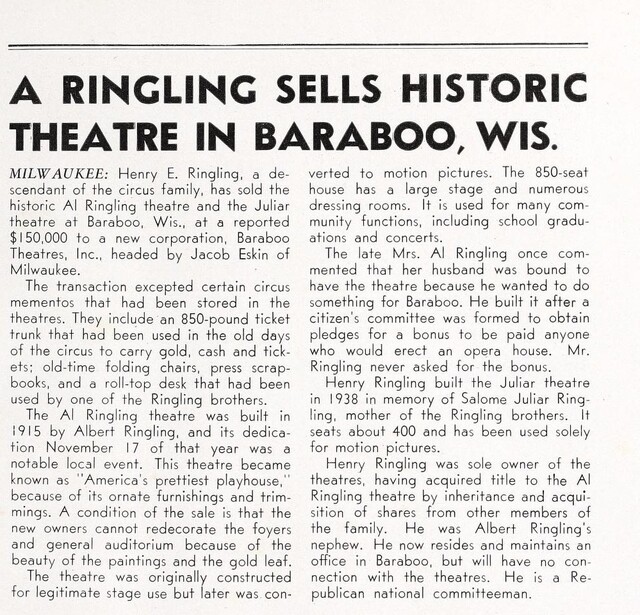 A RINGLING SELLS HISTORIC
THEATRE IN BARABOO, WIS.
MILWAUKEE: Henry E. Ringling, a de-
scendant of the circus family, has sold the
historic Al Ringling theatre and the Juliar
theatre at Baraboo, Wis., at a reported
$150,000 to a new corporation, Baraboo
Theatres, Inc., headed by Jacob Eskin of
Milwaukee.
The transaction excepted certain circus
mementos that had been stored in the
theatres. They include an 850-pound ticket
trunk that had been used in the old days
of the circus to carry gold, cash and tick-
ets; old-time folding chairs, press scrap-
books, and a roll-top desk that had been
used by one of the Ringling brothers.
The Al Ringling theatre was built in
1915 by Albert Ringling, and its dedica-
tion November 17 of that year was a
notable local event. This theatre became
known as "America's prettiest playhouse,"
because of its ornate furnishings and trim-
mings. A condition of the sale is that the
new owners cannot redecorate the foyers
and general auditorium because of the
beauty of the paintings and the gold leaf.
The theatre was originally constructed
for legitimate stage use but later was con-
verted to motion pictures. The 850-seat
house has a large stage and numerous
dressing rooms. It is used for many com-
munity functions, including school gradu-
ations and concerts.
The late Mrs. Al Ringling once com-
mented that her husband was bound to
have the theatre because he wanted to do
something for Baraboo. He built it after a
citizen's committee was formed to obtain
pledges for a bonus to be paid anyone
who would erect an opera house. Mr.
Ringling never asked for the bonus.
Henry Ringling built the Juliar theatre
in 1938 in memory of Salome Juliar Ring-
ling, mother of the Ringling brothers. It
seats about 400 and has been used solely
for motion pictures.
Henry Ringling was sole owner of the
theatres, having acquired title to the Al
Ringling theatre by inheritance and acqui-
sition of shares from other members of
the family. He was Albert Ringling's
nephew. He now resides and maintains an
office in Baraboo, but will have no con-
nection with the theatres. He is a Re-
publican national committeeman.